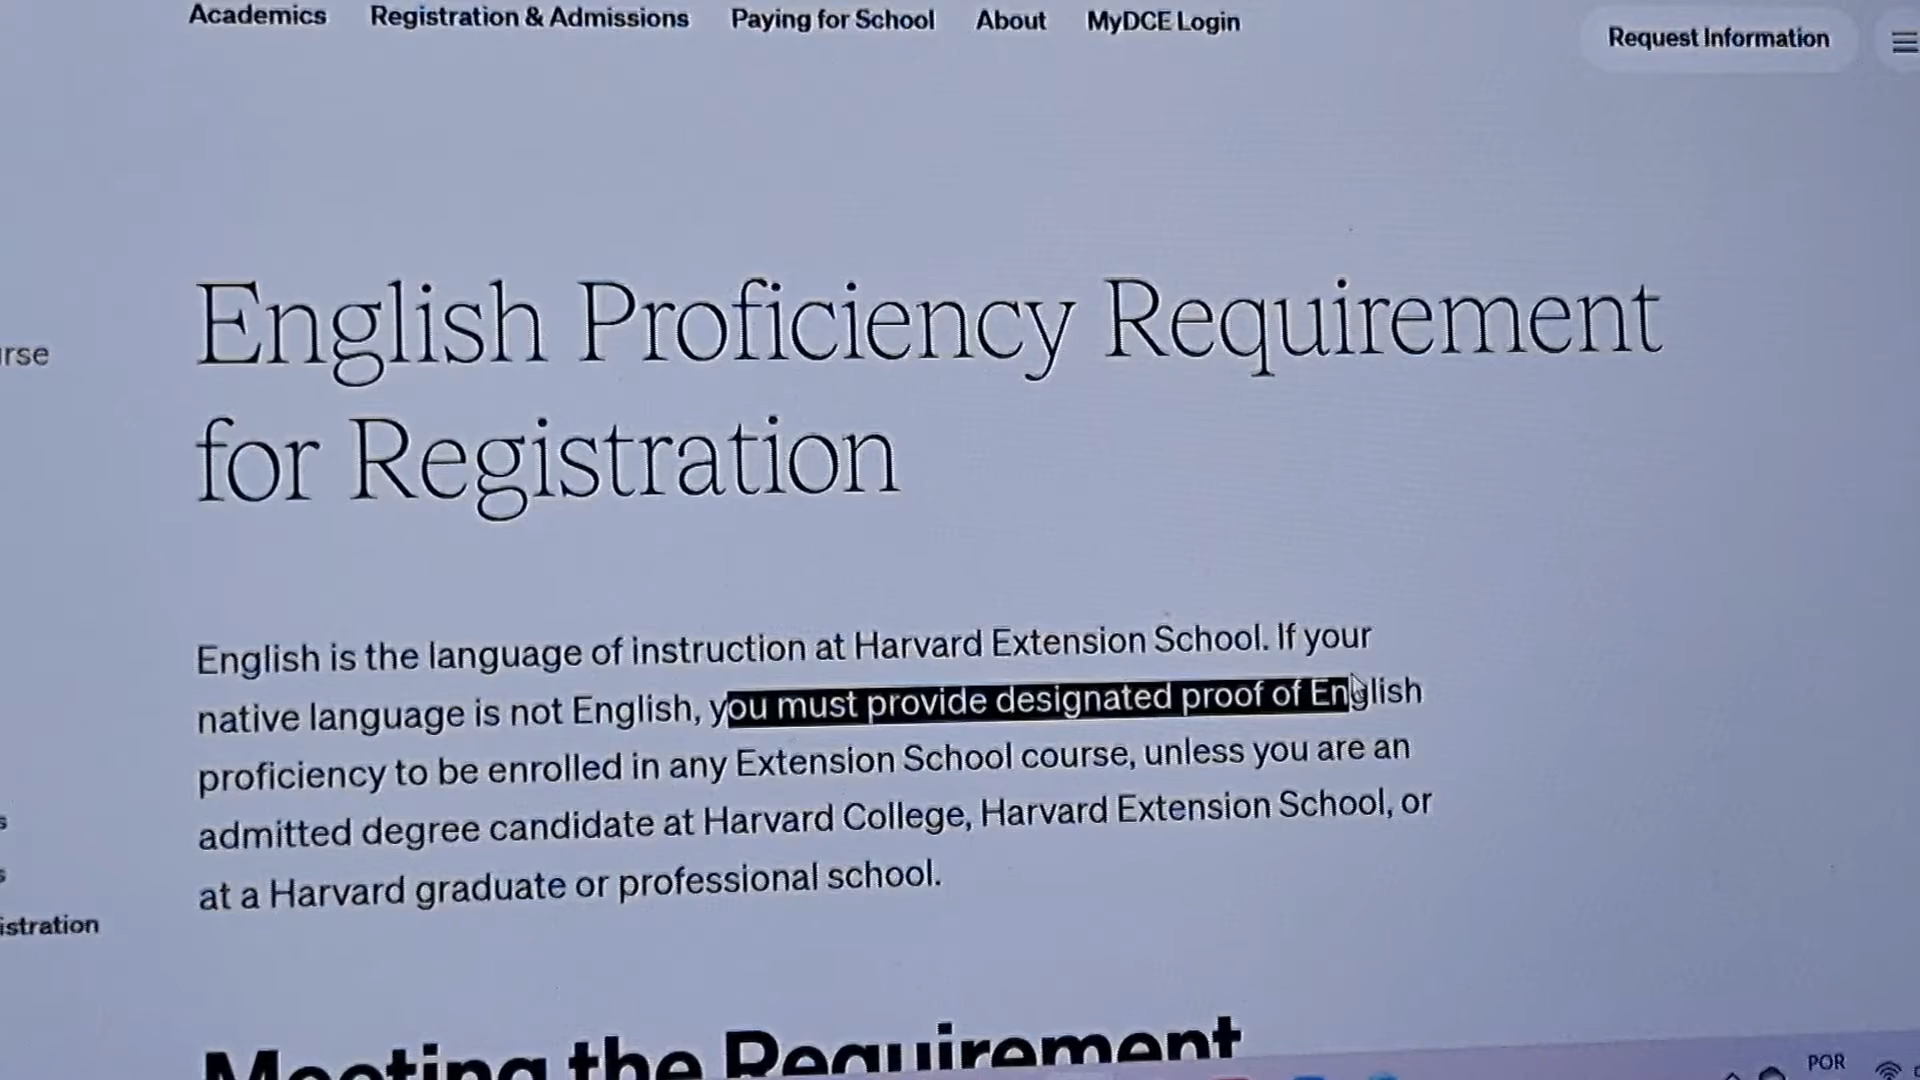 Academics Registration & Admissions Paying for School About MyDCE Login
Request Information
English Proficiency Requirement
for Registration
English is the language of instruction at Harvard Extension School. If your
native language is not English, you must provide designated proof of English
proficiency to be enrolled in any Extension School course, unless you are an
admitted degree candidate at Harvard College, Harvard Extension School, or
at a Harvard graduate or professional school.
Meeting the Requirement
POR